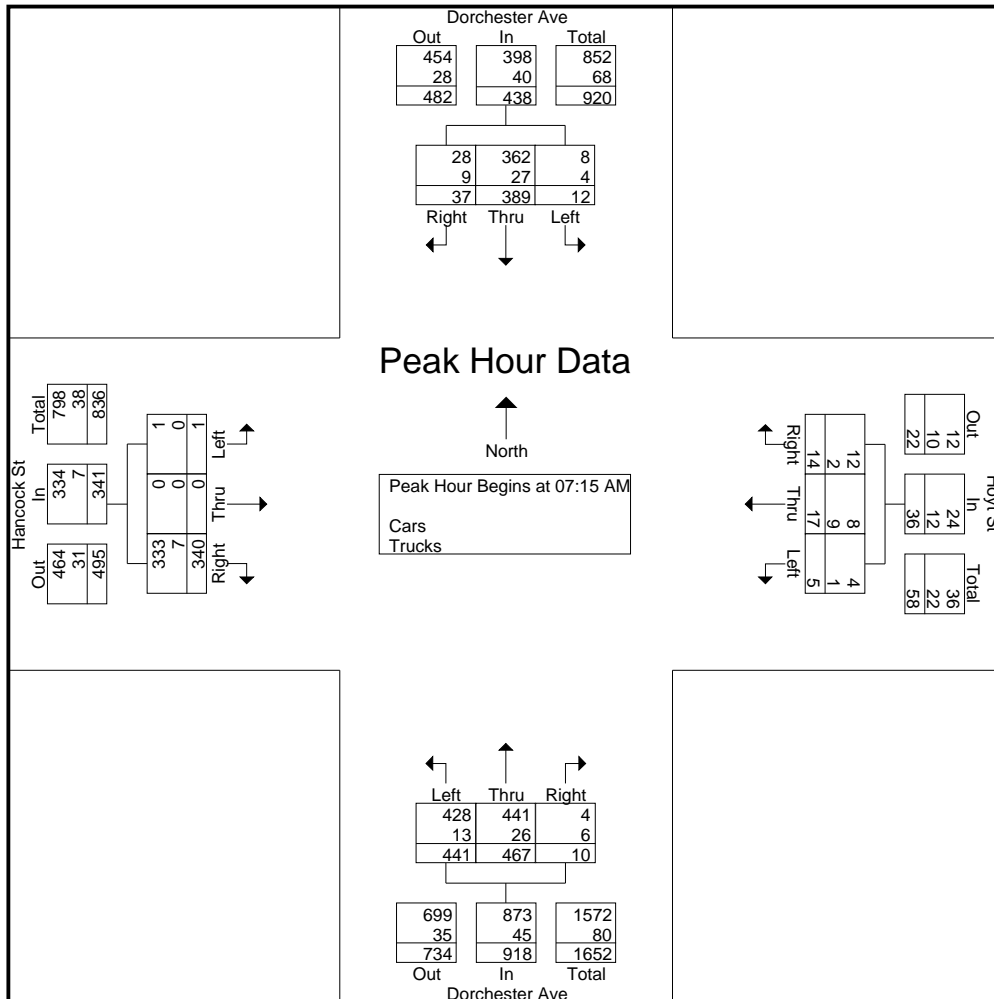 Dorchester Ave
Out In Total
454 398 852
28 40 68
482 438 920
28 362 8
9 27 4
37 389 12
Right Thru Left
Peak Hour Data
North
Peak Hour Begins at 07:15 AM
Cars
Trucks
Hancock St
Total In Out
798 334 464
38 7 31
836 341 495
1 0 333
0 0 7
1 0 340
Left Thru Right
Out In Total
12 24 36
10 12 22
22 36 58
12 8 4
2 9 1
14 17 5
Right Thru Left
Left Thru Right
428 441 4
13 26 6
441 467 10
699 873 1572
35 45 80
734 918 1652
Out In Total
Dorchester Ave